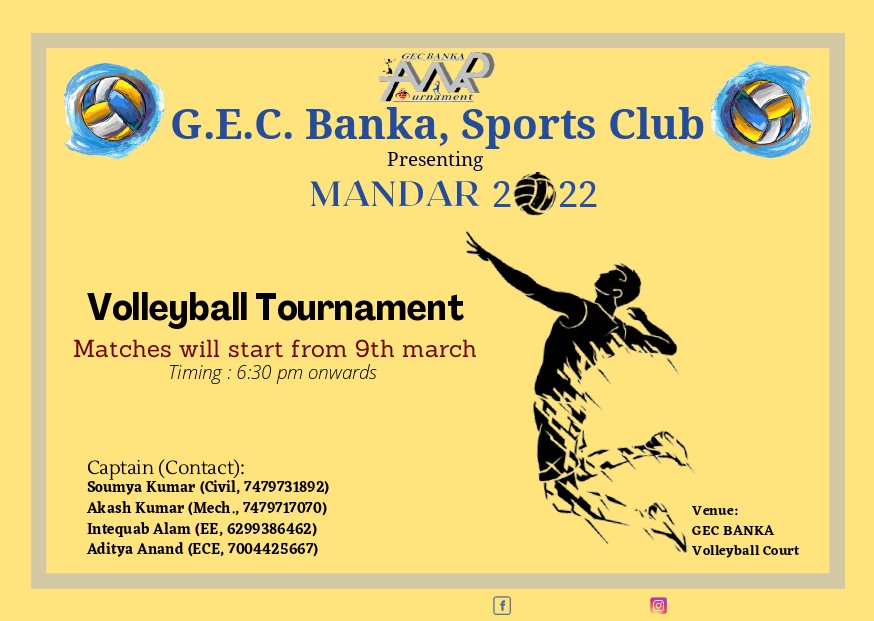 GEC BANKA
ournament
G.E.C. Banka, Sports Club
Presenting
MANDAR 2022
Volleyball Tournament
Matches will start from 9th march
Timing : 6:30 pm onwards
Captain (Contact):
Soumya Kumar (Civil, 7479731892)
Akash Kumar (Mech., 7479717070)
Intequab Alam (EE, 6299386462)
Aditya Anand (ECE, 7004425667)
Venue:
GEC BANKA
Volleyball Court